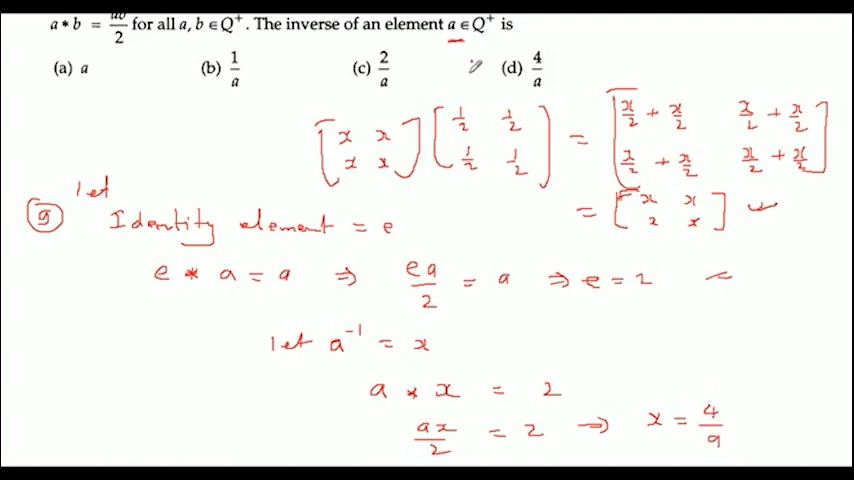 a * b = ab/2 for all a, b ∈ Q⁺. The inverse of an element a ∈ Q⁺ is
(a) a (b) 1/a (c) 2/a (d) 4/a
[x x; x x] [1/2 1/2; 1/2 1/2] = [x/2 + x/2 x/2 + x/2; x/2 + x/2 x/2 + x/2]
= [x x; x x]
let
9 Identity element = e
e * a = a ⇒ ea/2 = a ⇒ e = 2
let a⁻¹ = x
a * x = 2
ax/2 = 2 ⇒ x = 4/a